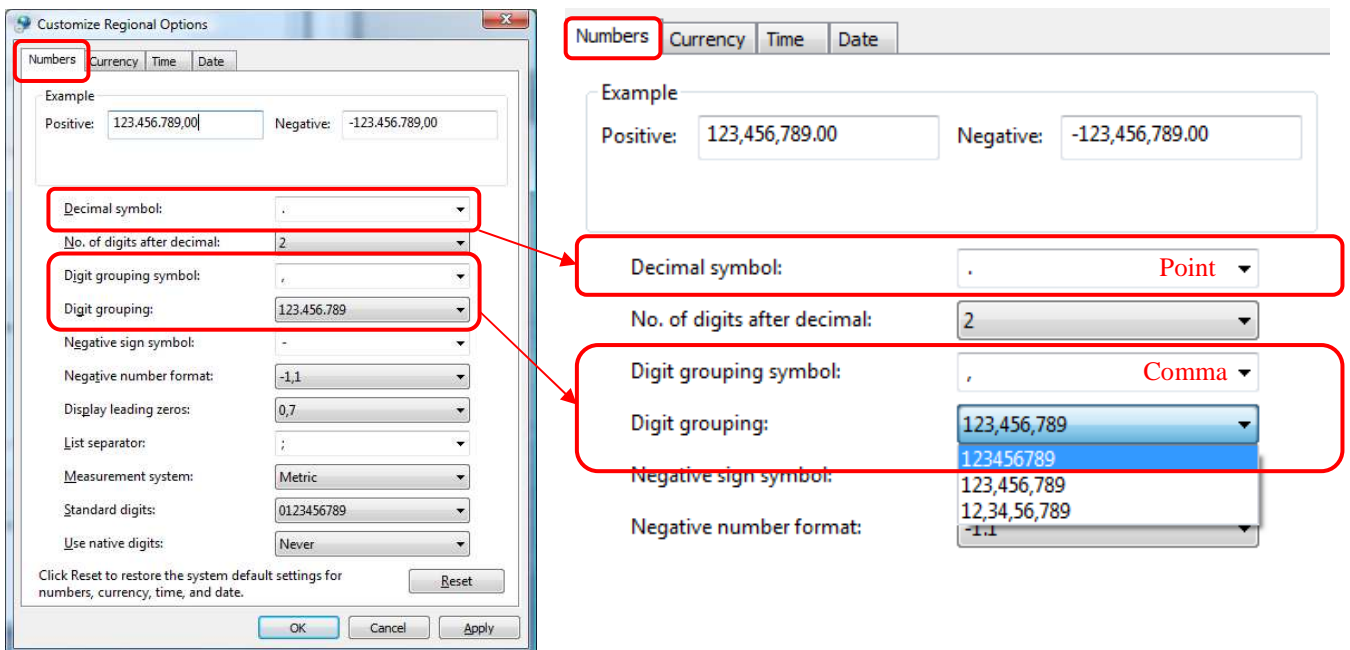 Customize Regional Options
Numbers Currency Time Date
Example
Positive: 123.456.789,00 Negative: -123.456.789,00
Decimal symbol: .
No. of digits after decimal: 2
Digit grouping symbol: ,
Digit grouping: 123.456.789
Negative sign symbol: -
Negative number format: -1,1
Display leading zeros: 0,7
List separator: ;
Measurement system: Metric
Standard digits: 0123456789
Use native digits: Never
Click Reset to restore the system default settings for
numbers, currency, time, and date.
Reset
OK Cancel Apply
Numbers Currency Time Date
Example
Positive: 123,456,789.00 Negative: -123,456,789.00
Decimal symbol: . Point
No. of digits after decimal: 2
Digit grouping symbol: , Comma
Digit grouping: 123,456,789
123456789
123,456,789
12,34,56,789
Negative sign symbol:
Negative number format: -1.1